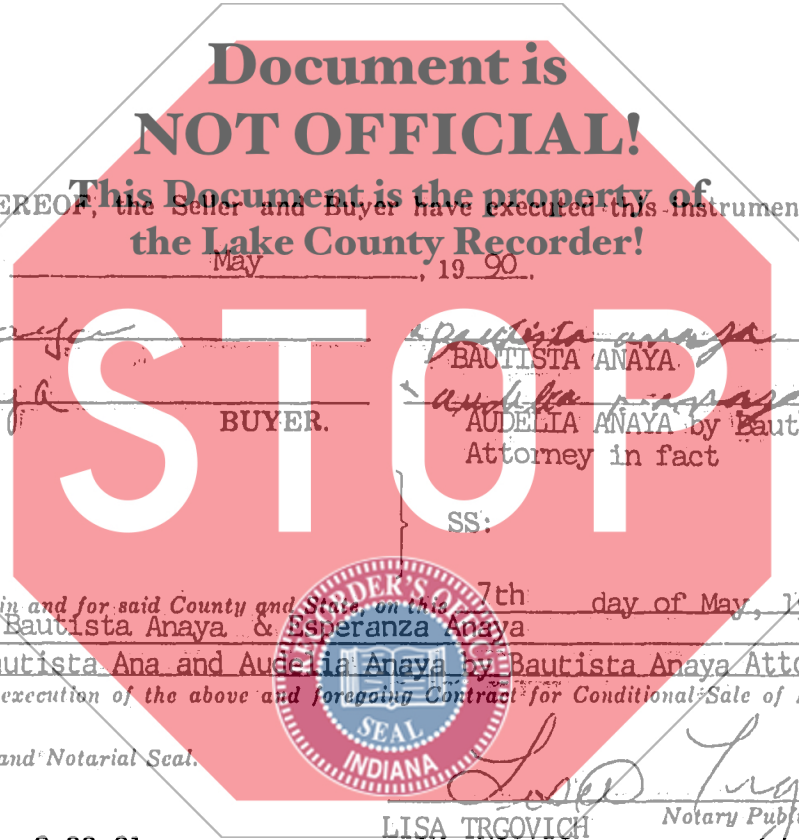 Document is
NOT OFFICIAL!
This Document is the property of
EREOF, the Seller and Buyer have executed this instrumen
the Lake County Recorder!
May , 19 90.
STOP
Bautista Anaya
BAUTISTA ANAYA
BUYER.
AUDELIA ANAYA by Baut
Attorney in fact
SS:
in and for said County and State, on this 7th day of May, 1
Bautista Anaya & Esperanza Anaya
autista Ana and Audelia Anaya by Bautista Anaya Atto
execution of the above and foregoing Contract for Conditional Sale of
RECORDER'S OFFICE
SEAL
INDIANA
and Notarial Seal.
LISA TRGOVICH Notary Publ